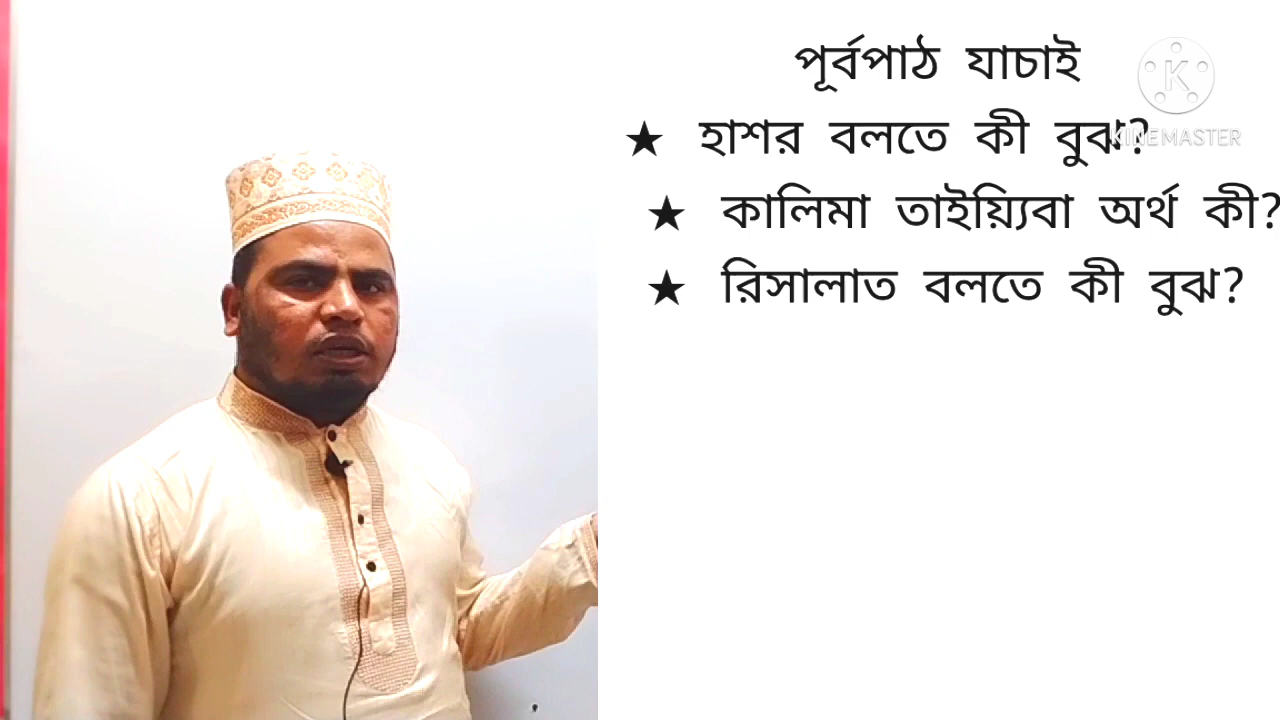 পূর্বপাঠ যাচাই
★ হাশর বলতে কী বুঝ?
KINEMASTER
★ কালিমা তাইয়্যিবা অর্থ কী?
★ রিসালাত বলতে কী বুঝ?